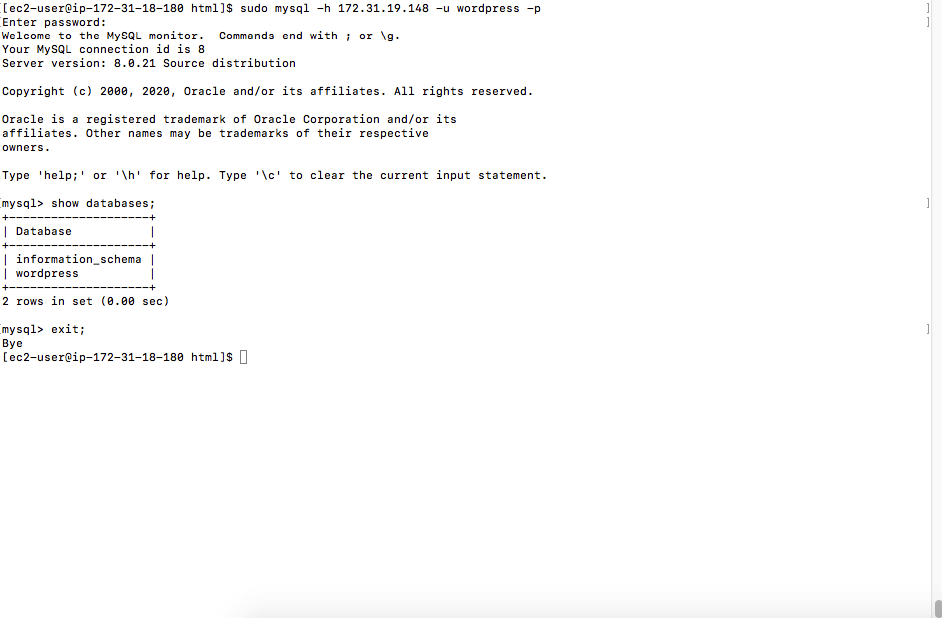 [[ec2-user@ip-172-31-18-180 html]$ sudo mysql -h 172.31.19.148 -u wordpress -p ]
[Enter password: ]
Welcome to the MySQL monitor.  Commands end with ; or \g.
Your MySQL connection id is 8
Server version: 8.0.21 Source distribution

Copyright (c) 2000, 2020, Oracle and/or its affiliates. All rights reserved.

Oracle is a registered trademark of Oracle Corporation and/or its
affiliates. Other names may be trademarks of their respective
owners.

Type 'help;' or '\h' for help. Type '\c' to clear the current input statement.

[mysql> show databases; ]
+--------------------+
| Database           |
+--------------------+
| information_schema |
| wordpress          |
+--------------------+
2 rows in set (0.00 sec)

[mysql> exit; ]
Bye
[ec2-user@ip-172-31-18-180 html]$